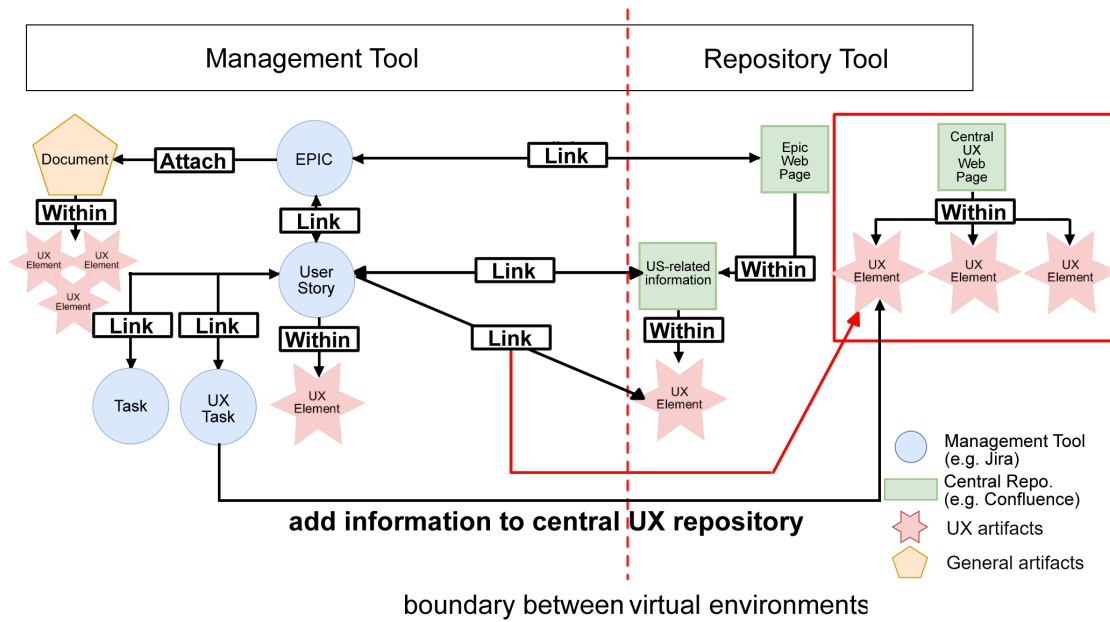 Management Tool
Repository Tool
Document
Attach
EPIC
Link
Epic
Web
Page
Central
UX
Web
Page
Within
Link
Within
UX
Element
UX
Element
UX
Element
User
Story
Link
US-related
information
Within
UX
Element
UX
Element
UX
Element
Link
Link
Within
Link
Within
Task
UX
Task
UX
Element
UX
Element
Management Tool
(e.g. Jira)
Central Repo.
(e.g. Confluence)
UX artifacts
General artifacts
add information to central UX repository
boundary between virtual environments